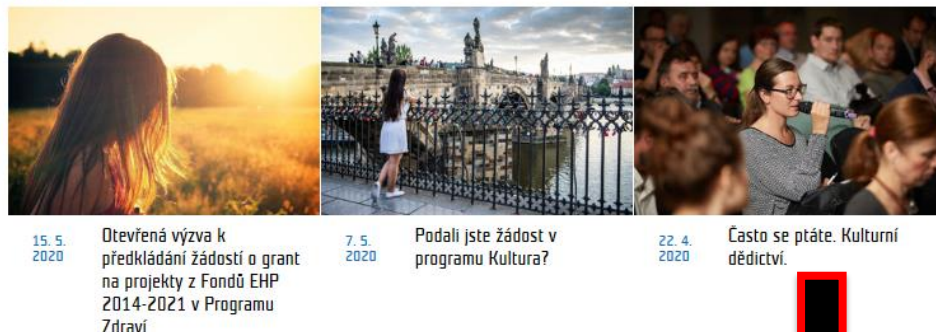 15. 5.
2020
Otevřená výzva k
předkládání žádostí o grant
na projekty z Fondů EHP
2014-2021 v Programu
Zdraví
7. 5.
2020
Podali jste žádost v
programu Kultura?
22. 4.
2020
Často se ptáte. Kulturní
dědictví.